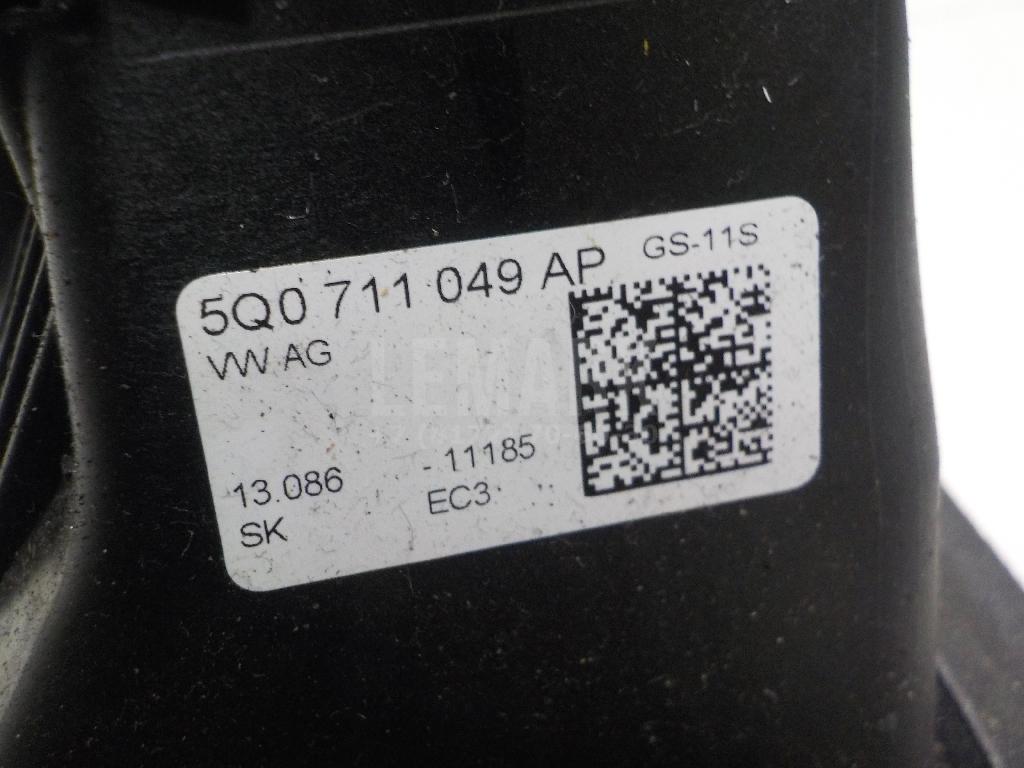 5Q0 711 049 AP GS-11S
VW AG
13.086 - 11185
SK EC3